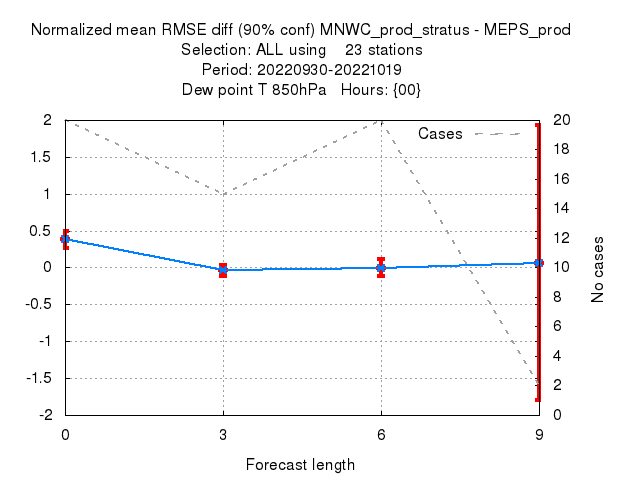 Normalized mean RMSE diff (90% conf) MNWC_prod_stratus - MEPS_prod
Selection: ALL using    23 stations
Period: 20220930-20221019
Dew point T 850hPa   Hours: {00}
Cases
2
1.5
1
0.5
0
-0.5
-1
-1.5
-2
20
18
16
14
12
10
8
6
4
2
0
No cases
0 3 6 9
Forecast length